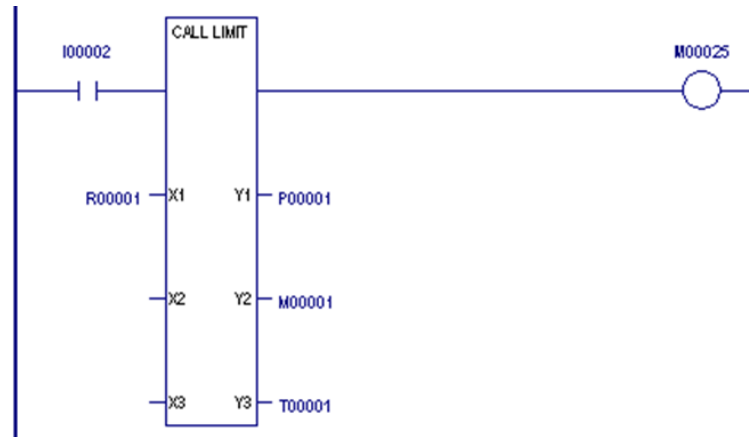 CALL LIMIT
I00002 M00025
R00001 X1 Y1 P00001
X2 Y2 M00001
X3 Y3 T00001